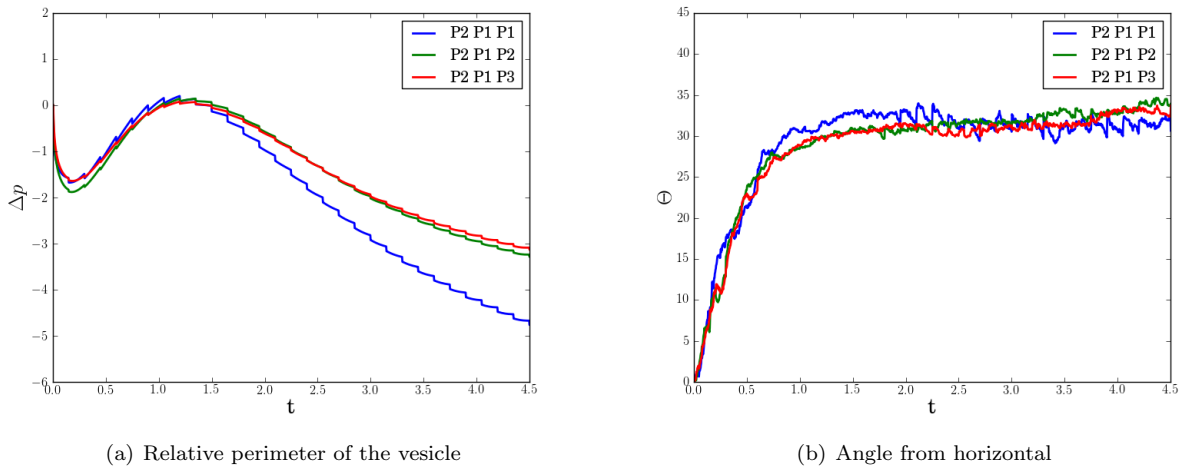 2
1
0
−1
−2
−3
−4
−5
−6
0.0 0.5 1.0 1.5 2.0 2.5 3.0 3.5 4.0 4.5
Δp
t
P2 P1 P1
P2 P1 P2
P2 P1 P3
(a) Relative perimeter of the vesicle
45
40
35
30
25
20
15
10
5
0
0.0 0.5 1.0 1.5 2.0 2.5 3.0 3.5 4.0 4.5
Θ
t
P2 P1 P1
P2 P1 P2
P2 P1 P3
(b) Angle from horizontal